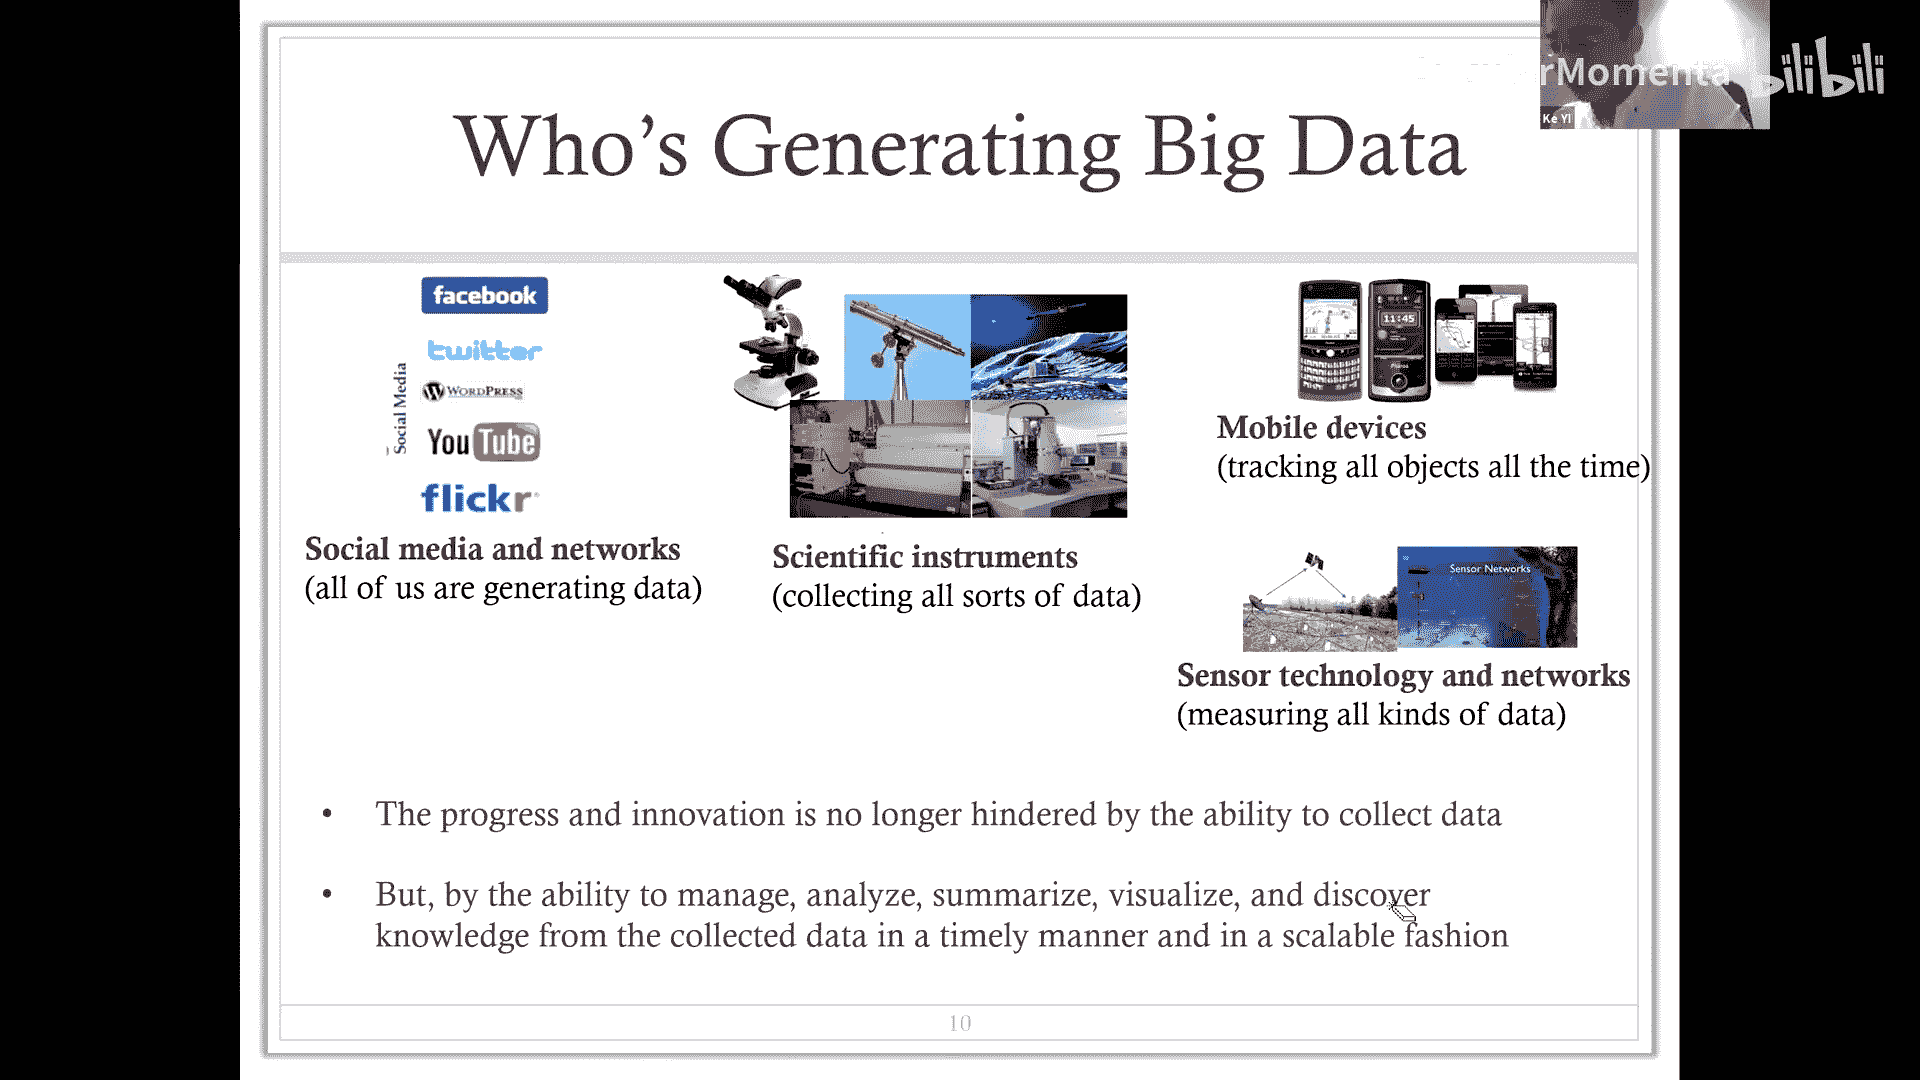 Who's Generating Big Data
rMomenta
bilibili
Ke Yi
facebook
twitter
WORDPRESS
YouTube
flickr
Social Media
Social media and networks
(all of us are generating data)
Scientific instruments
(collecting all sorts of data)
11:45
Mobile devices
(tracking all objects all the time)
Sensor Networks
Sensor technology and networks
(measuring all kinds of data)
• The progress and innovation is no longer hindered by the ability to collect data
• But, by the ability to manage, analyze, summarize, visualize, and discover
knowledge from the collected data in a timely manner and in a scalable fashion
10